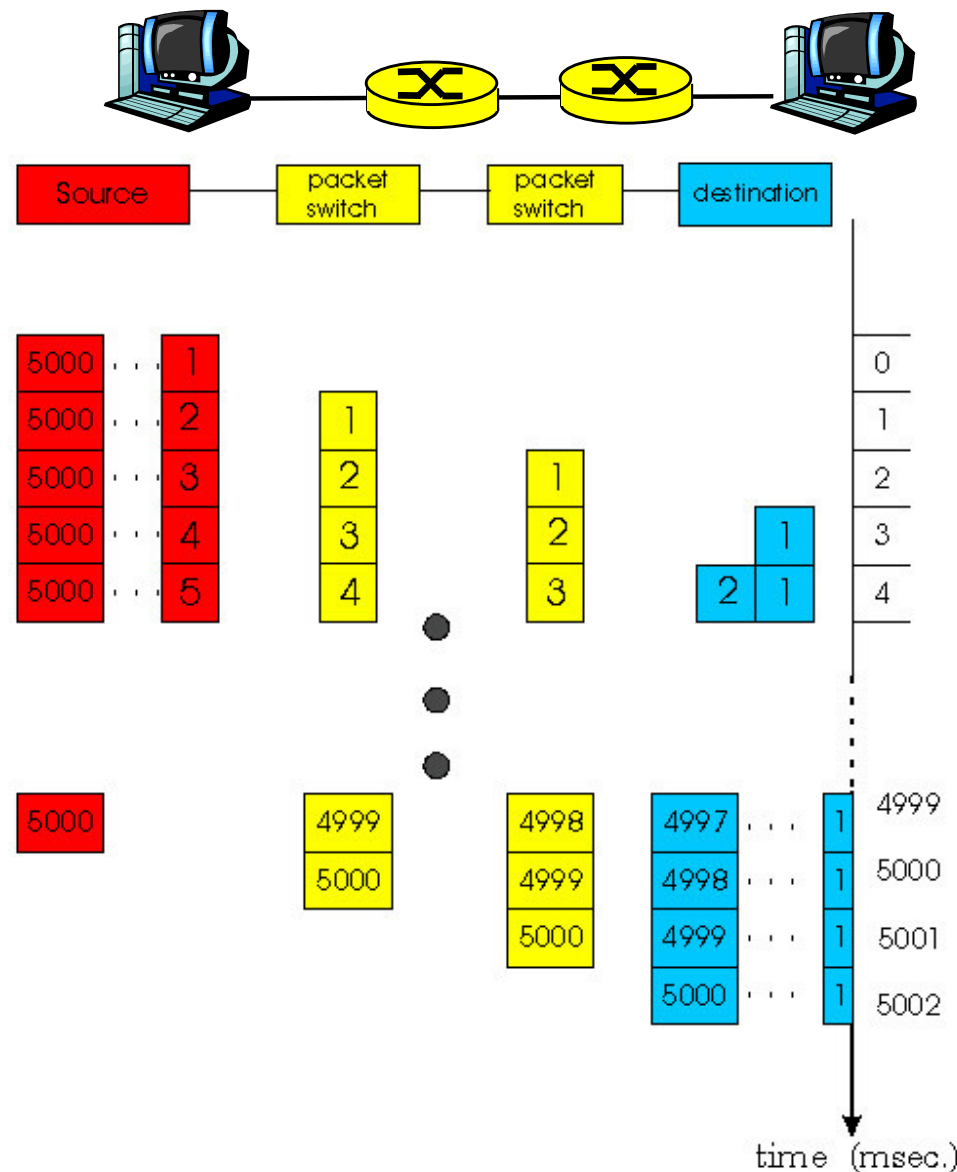 Source packet switch packet switch destination
5000 . . . 1 0
5000 . . . 2 1 1
5000 . . . 3 2 1 2
5000 . . . 4 3 2 1 3
5000 . . . 5 4 3 2 1 4
5000 4999 4998 4997 . . . 1 4999
5000 4999 4998 . . . 1 5000
5000 4999 . . . 1 5001
5000 . . . 1 5002
time (msec.)